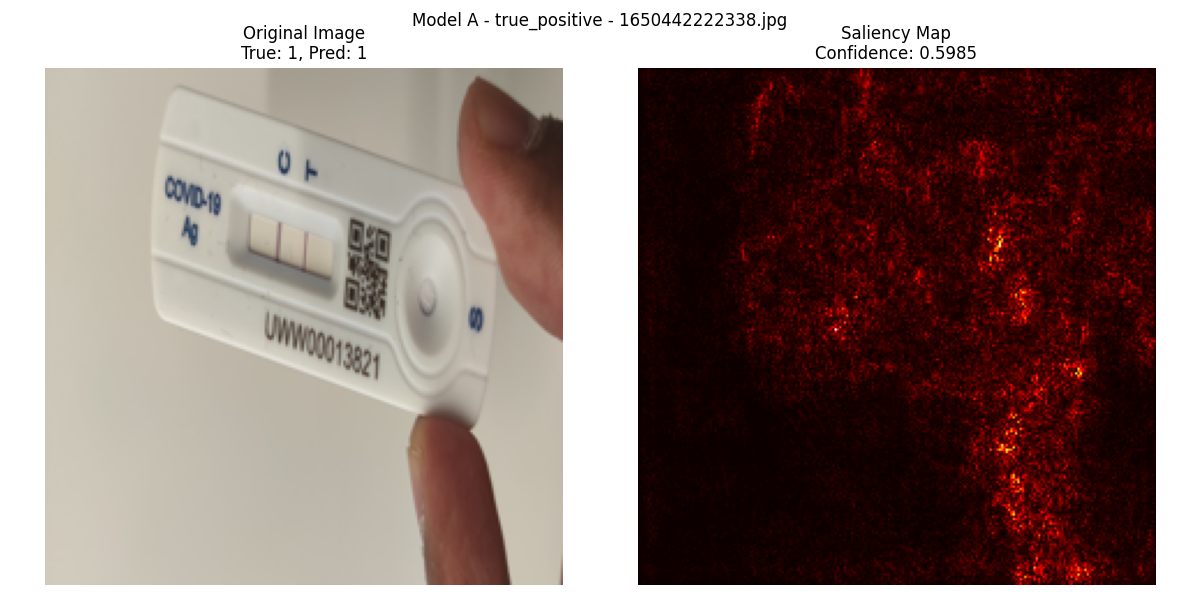 Model A - true_positive - 1650442222338.jpg
Original Image
True: 1, Pred: 1
Saliency Map
Confidence: 0.5985
C
T
COVID-19
Ag
UWW00013821
S